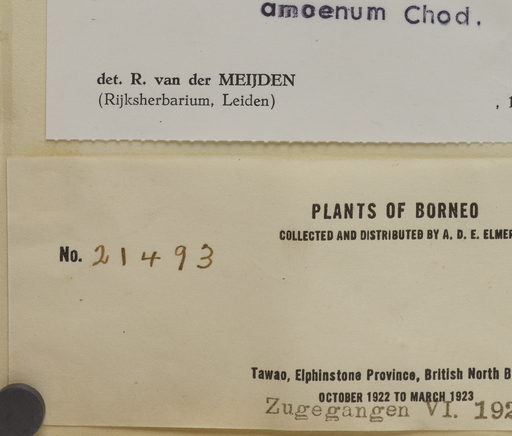 amoenum Chod.
det. R. van der MEIJDEN
(Rijksherbarium, Leiden)
, 1
PLANTS OF BORNEO
COLLECTED AND DISTRIBUTED BY A. D. E. ELMER
No. 21493
Tawao, Elphinstone Province, British North B
OCTOBER 1922 TO MARCH 1923
Zugegangen VI. 192